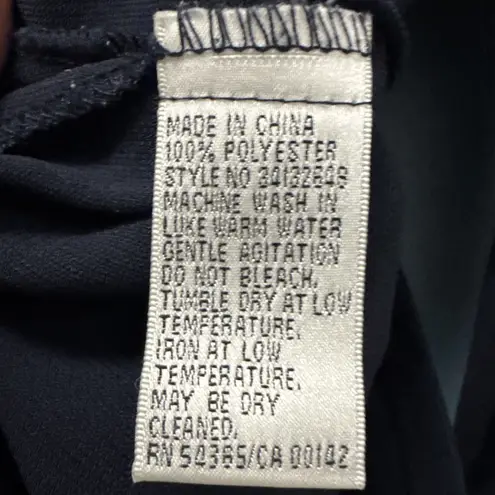 MADE IN CHINA
100% POLYESTER
STYLE NO 34132649
MACHINE WASH IN
LUKE WARM WATER
GENTLE AGITATION
DO NOT BLEACH.
TUMBLE DRY AT LOW
TEMPERATURE.
IRON AT LOW
TEMPERATURE.
MAY BE DRY
CLEANED.
RN 54385/CA 00142